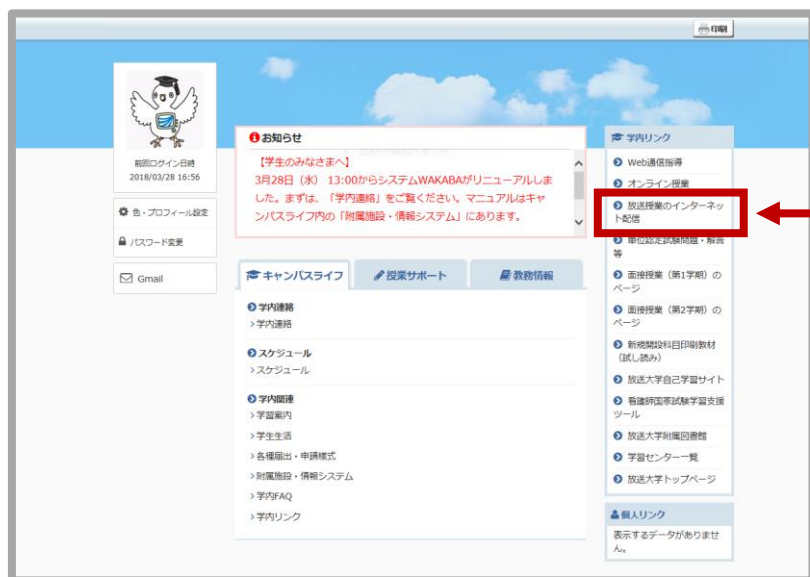 印刷
前回ログイン日時
2018/03/28 16:56
色・プロフィール設定
パスワード変更
Gmail
お知らせ
【学生のみなさまへ】
3月28日（水） 13:00からシステムWAKABAがリニューアルしま
した。まずは、「学内連絡」をご覧ください。マニュアルはキャ
ンパスライフ内の「附属施設・情報システム」にあります。
キャンパスライフ
授業サポート
教務情報
学内連絡
>学内連絡
スケジュール
>スケジュール
学内関連
>学習案内
>学生生活
>各種届出・申請様式
>附属施設・情報システム
>学内FAQ
>学内リンク
学内リンク
Web通信指導
オンライン授業
放送授業のインターネッ
ト配信
単位認定試験問題・解答
等
面接授業（第1学期）の
ページ
面接授業（第2学期）の
ページ
新規開設科目印刷教材
（試し読み）
放送大学自己学習サイト
看護師国家試験学習支援
ツール
放送大学附属図書館
学習センター一覧
放送大学トップページ
個人リンク
表示するデータがありませ
ん。